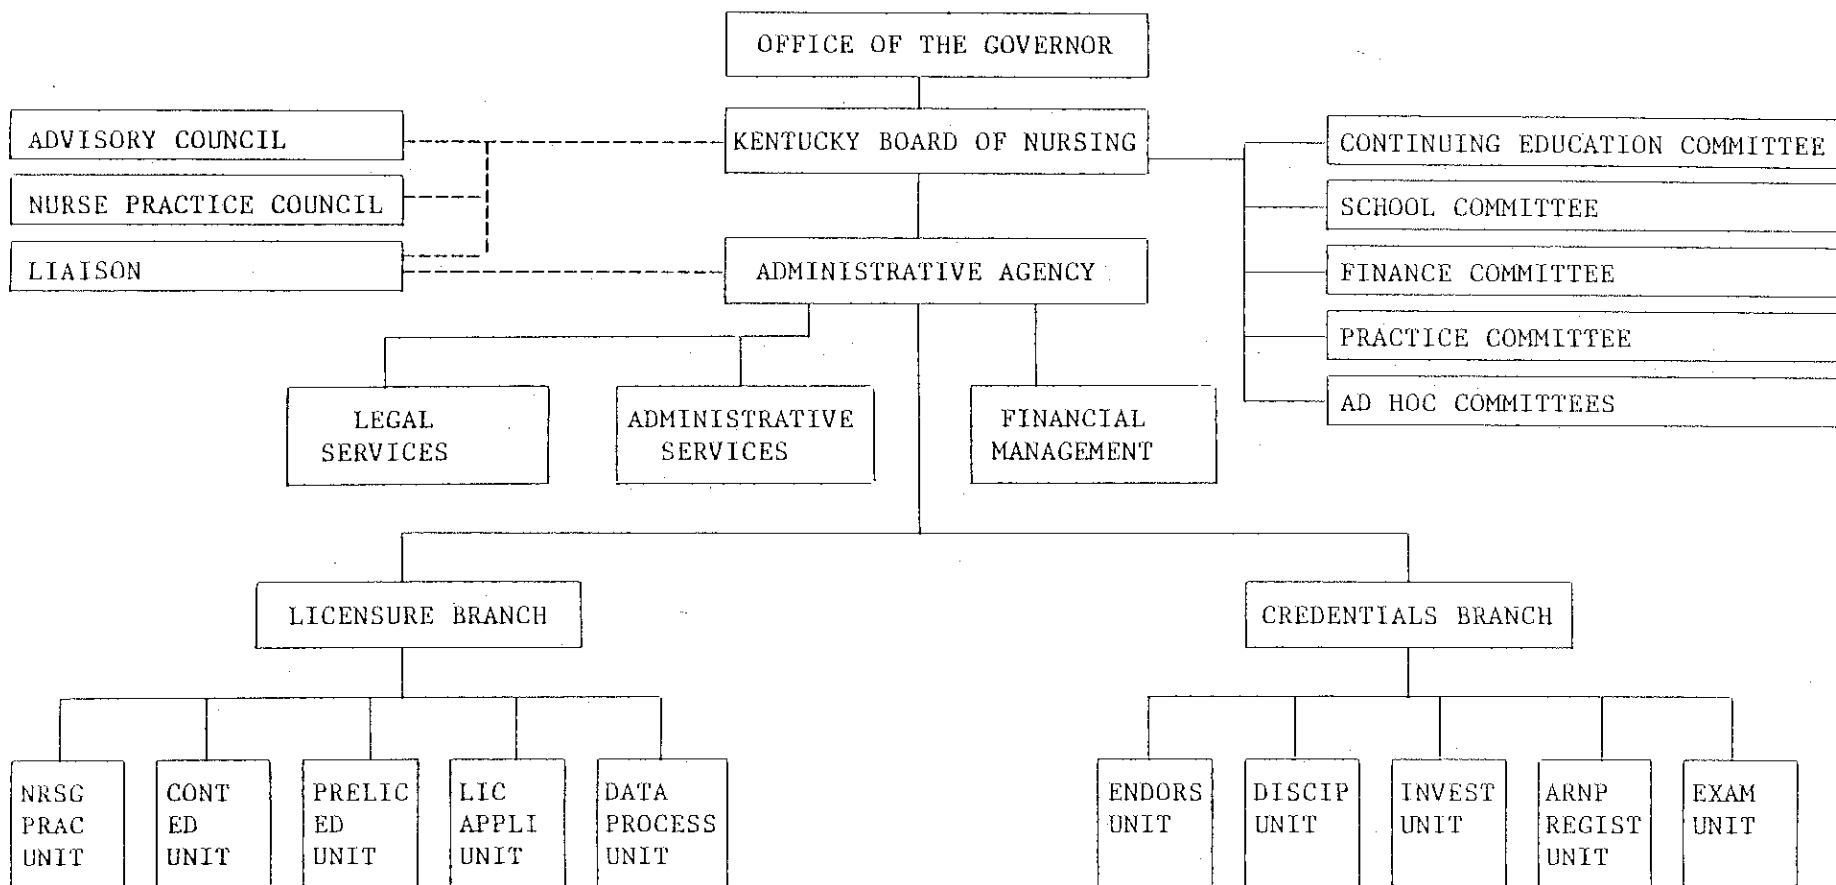 OFFICE OF THE GOVERNOR
ADVISORY COUNCIL
KENTUCKY BOARD OF NURSING
CONTINUING EDUCATION COMMITTEE
NURSE PRACTICE COUNCIL
SCHOOL COMMITTEE
LIAISON
ADMINISTRATIVE AGENCY
FINANCE COMMITTEE
PRACTICE COMMITTEE
AD HOC COMMITTEES
LEGAL
SERVICES
ADMINISTRATIVE
SERVICES
FINANCIAL
MANAGEMENT
LICENSURE BRANCH
CREDENTIALS BRANCH
NRSG
PRAC
UNIT
CONT
ED
UNIT
PRELIC
ED
UNIT
LIC
APPLI
UNIT
DATA
PROCESS
UNIT
ENDORS
UNIT
DISCIP
UNIT
INVEST
UNIT
ARNP
REGIST
UNIT
EXAM
UNIT